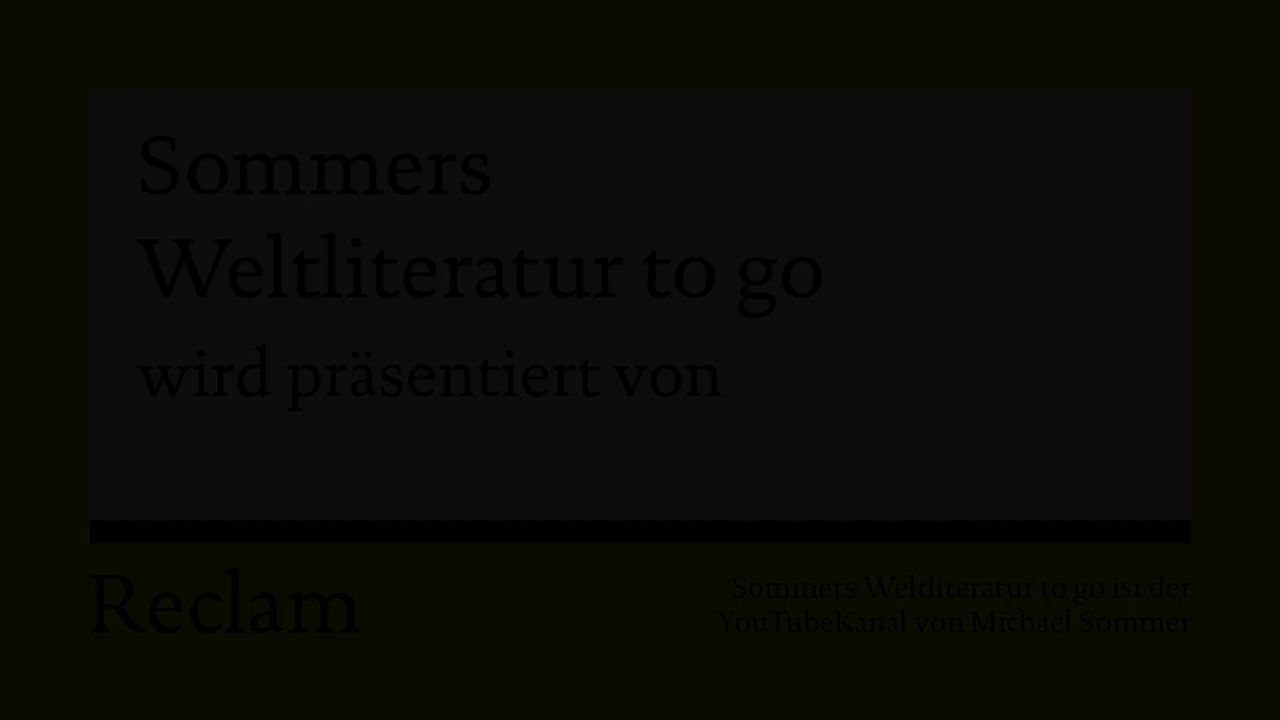 Sommers
Weltliteratur to go
wird präsentiert von
Reclam
Sommers Weltliteratur to go ist der
YouTubeKanal von Michael Sommer